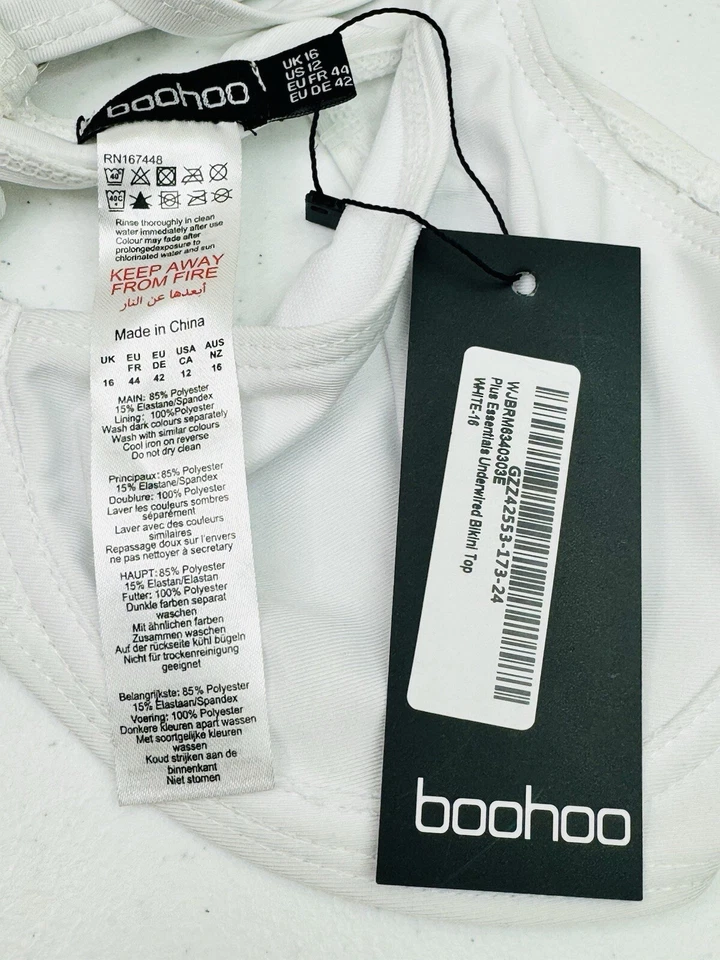 boohoo
UK 16
US 12
EU FR 44
EU DE 42
RN167448
40°
40C
Rinse thoroughly in clean
water immediately after use
Colour may fade after
prolongedexposure to
chlorinated water and sun
KEEP AWAY
FROM FIRE
أبعدها عن النار
Made in China
UK EU FR EU DE USA CA AUS NZ
16 44 42 12 16
MAIN: 85% Polyester
15% Elastane/Spandex
Lining: 100%Polyester
Wash dark colours separately
Wash with similar colours
Cool iron on reverse
Do not dry clean
Principaux: 85% Polyester
15% Elastane/Spandex
Doublure: 100% Polyester
Laver les couleurs sombres
séparément
Laver avec des couleurs
similaires
Repassage doux sur l'envers
ne pas nettoyer à secretary
HAUPT: 85% Polyester
15% Elastan/Elastan
Futter: 100% Polyester
Dunkle farben separat
waschen
Mit ähnlichen farben
Zusammen waschen
Auf der rückseite kühl bügeln
Nicht für trockenreinigung
geeignet
Belangrijkste: 85% Polyester
15% Elastaan/Spandex
Voering: 100% Polyester
Donkere kleuren apart wassen
Met soortgelijke kleuren
wassen
Koud strijken aan de
binnenkant
Niet stomen
GZZ42553-173-24
WJBRM6340303E
Plus Essentials Underwired Bikini Top
WHITE-16
boohoo